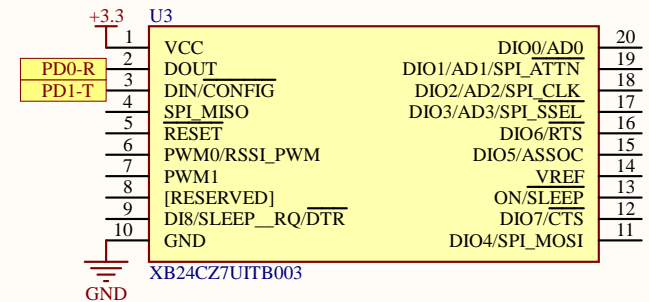 +3.3 U3
1 VCC DIO0/AD0 20
PD0-R 2 DOUT DIO1/AD1/SPI_ATTN 19
PD1-T 3 DIN/CONFIG DIO2/AD2/SPI_CLK 18
4 SPI_MISO DIO3/AD3/SPI_SSEL 17
5 RESET DIO6/RTS 16
6 PWM0/RSSI_PWM DIO5/ASSOC 15
7 PWM1 VREF 14
8 [RESERVED] ON/SLEEP 13
9 DI8/SLEEP__RQ/DTR DIO7/CTS 12
10 GND DIO4/SPI_MOSI 11
XB24CZ7UITB003
GND